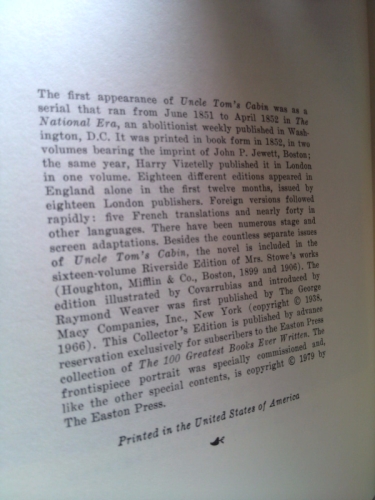 The first appearance of Uncle Tom's Cabin was as a
serial that ran from June 1851 to April 1852 in The
National Era, an abolitionist weekly published in Wash-
ington, D.C. It was printed in book form in 1852, in two
volumes bearing the imprint of John P. Jewett, Boston;
the same year, Harry Vizetelly published it in London
in one volume. Eighteen different editions appeared in
England alone in the first twelve months, issued by
eighteen London publishers. Foreign versions followed
rapidly: five French translations and nearly forty in
other languages. There have been numerous stage and
screen adaptations. Besides the countless separate issues
of Uncle Tom's Cabin, the novel is included in the
sixteen-volume Riverside Edition of Mrs. Stowe's works
(Houghton, Mifflin & Co., Boston, 1899 and 1906). The
edition illustrated by Covarrubias and introduced by
Raymond Weaver was first published by The George
Macy Companies, Inc., New York (copyright © 1938,
1966). This Collector's Edition is published by advance
reservation exclusively for subscribers to the Easton Press
collection of The 100 Greatest Books Ever Written. The
frontispiece portrait was specially commissioned and,
like the other special contents, is copyright © 1979 by
The Easton Press.
Printed in the United States of America